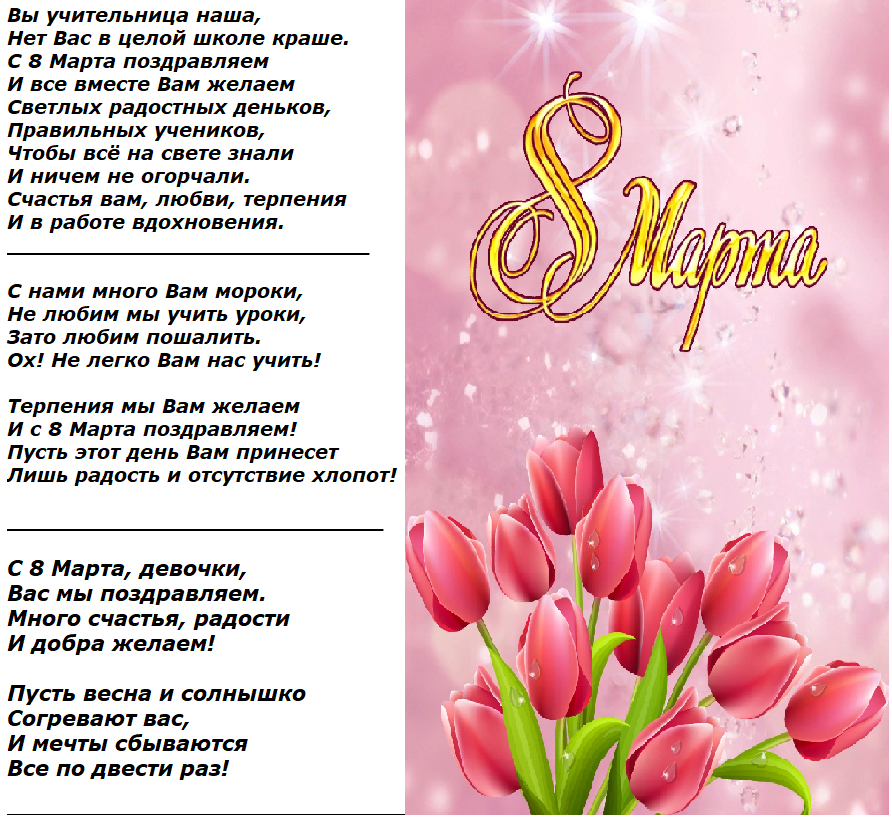 Вы учительница наша,
Нет Вас в целой школе краше.
С 8 Марта поздравляем
И все вместе Вам желаем
Светлых радостных деньков,
Правильных учеников,
Чтобы всё на свете знали
И ничем не огорчали.
Счастья вам, любви, терпения
И в работе вдохновения.
С нами много Вам мороки,
Не любим мы учить уроки,
Зато любим пошалить.
Ох! Не легко Вам нас учить!
Терпения мы Вам желаем
И с 8 Марта поздравляем!
Пусть этот день Вам принесет
Лишь радость и отсутствие хлопот!
С 8 Марта, девочки,
Вас мы поздравляем.
Много счастья, радости
И добра желаем!
Пусть весна и солнышко
Согревают вас,
И мечты сбываются
Все по двести раз!
8 Марта